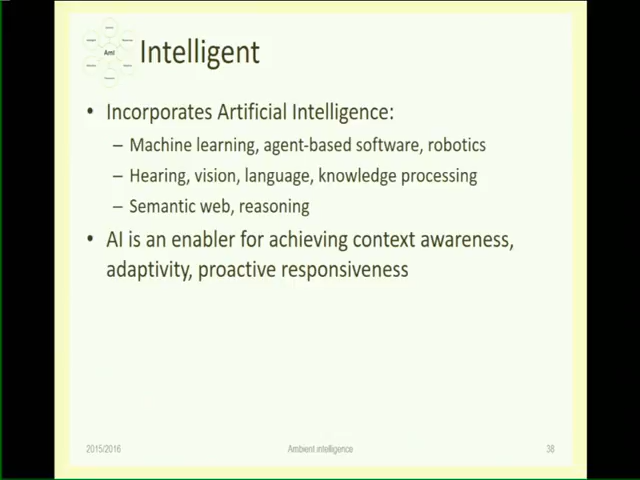 AmI
Intelligent
• Incorporates Artificial Intelligence:
– Machine learning, agent-based software, robotics
– Hearing, vision, language, knowledge processing
– Semantic web, reasoning
• AI is an enabler for achieving context awareness,
adaptivity, proactive responsiveness
2015/2016
Ambient intelligence
38